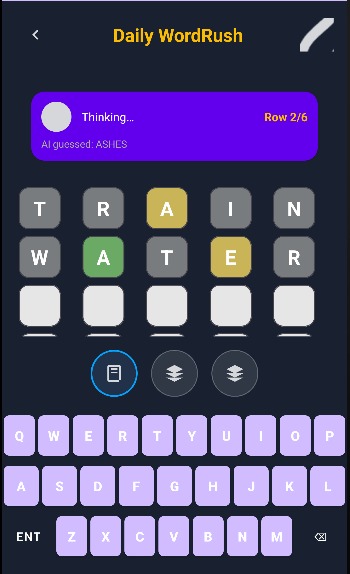 Daily WordRush
Thinking... Row 2/6
AI guessed: ASHES
T R A I N
W A T E R
Q W E R T Y U I O P
A S D F G H J K L
ENT Z X C V B N M